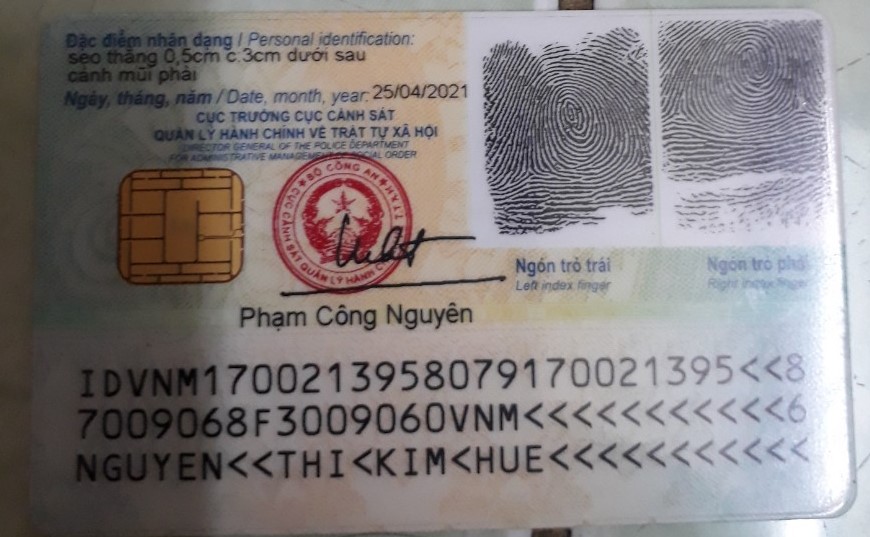 Đặc điểm nhân dạng / Personal identification:
sẹo thẳng 0,5cm c.3cm dưới sau
cánh mũi phải
Ngày, tháng, năm / Date, month, year: 25/04/2021
CỤC TRƯỞNG CỤC CẢNH SÁT
QUẢN LÝ HÀNH CHÍNH VỀ TRẬT TỰ XÃ HỘI
DIRECTOR GENERAL OF THE POLICE DEPARTMENT
FOR ADMINISTRATIVE MANAGEMENT OF SOCIAL ORDER
BỘ CÔNG AN
CỤC CẢNH SÁT QUẢN LÝ HÀNH
Ngón trỏ trái
Left index finger
Ngón trỏ phải
Right index finger
Phạm Công Nguyên
IDVNM1700213958079170021395<<8
7009068F3009060VNM<<<<<<<<<<<6
NGUYEN<<THI<KIM<HUE<<<<<<<<<<<